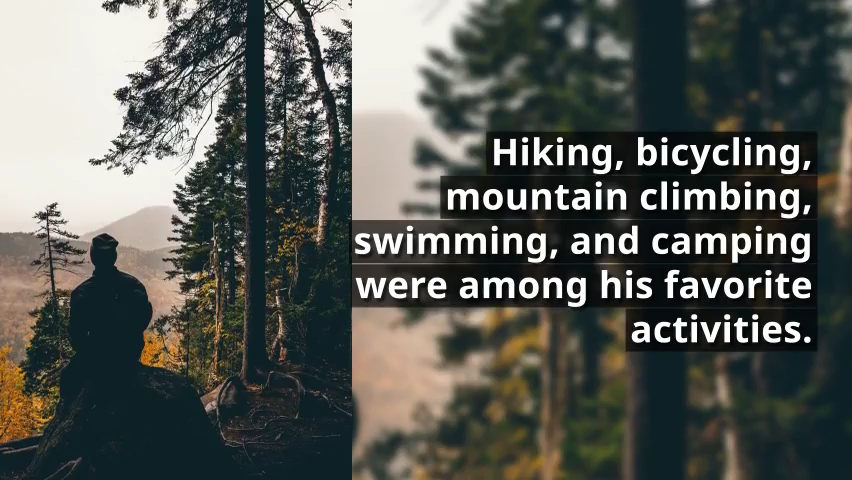 Hiking, bicycling,
mountain climbing,
swimming, and camping
were among his favorite
activities.